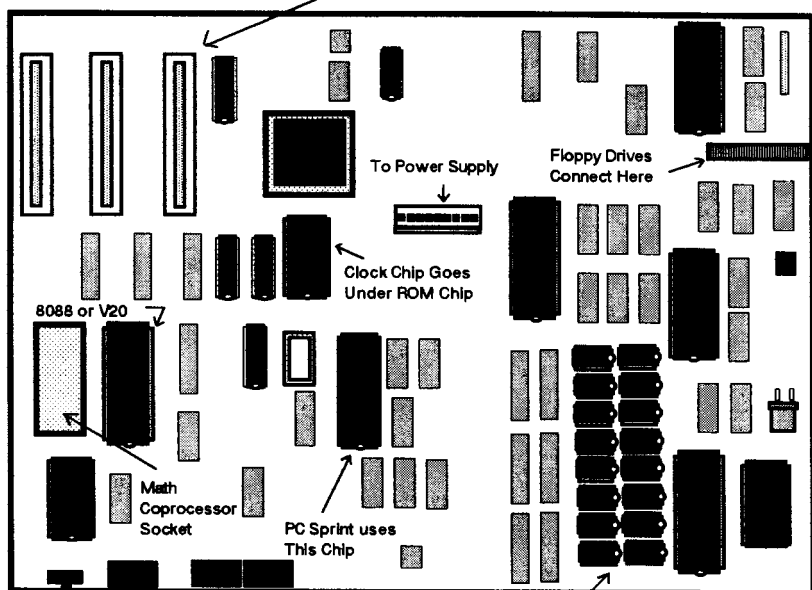 To Power Supply
Floppy Drives
Connect Here
Clock Chip Goes
Under ROM Chip
8088 or V20
Math
Coprocessor
Socket
PC Sprint uses
This Chip